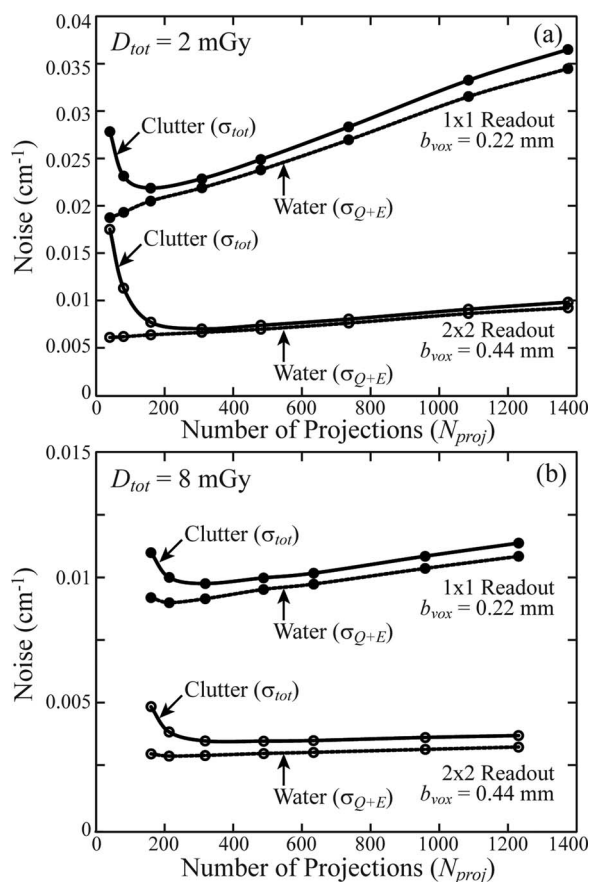 D_tot = 2 mGy
(a)
0.04
0.035
0.03
0.025
0.02
0.015
0.01
0.005
0
Noise (cm⁻¹)
Clutter (σ_tot)
1x1 Readout
b_vox = 0.22 mm
Water (σ_Q+E)
Clutter (σ_tot)
2x2 Readout
b_vox = 0.44 mm
Water (σ_Q+E)
0 200 400 600 800 1000 1200 1400
Number of Projections (N_proj)
D_tot = 8 mGy
(b)
0.015
0.010
0.005
0
Noise (cm⁻¹)
Clutter (σ_tot)
1x1 Readout
b_vox = 0.22 mm
Water (σ_Q+E)
Clutter (σ_tot)
2x2 Readout
b_vox = 0.44 mm
Water (σ_Q+E)
0 200 400 600 800 1000 1200 1400
Number of Projections (N_proj)